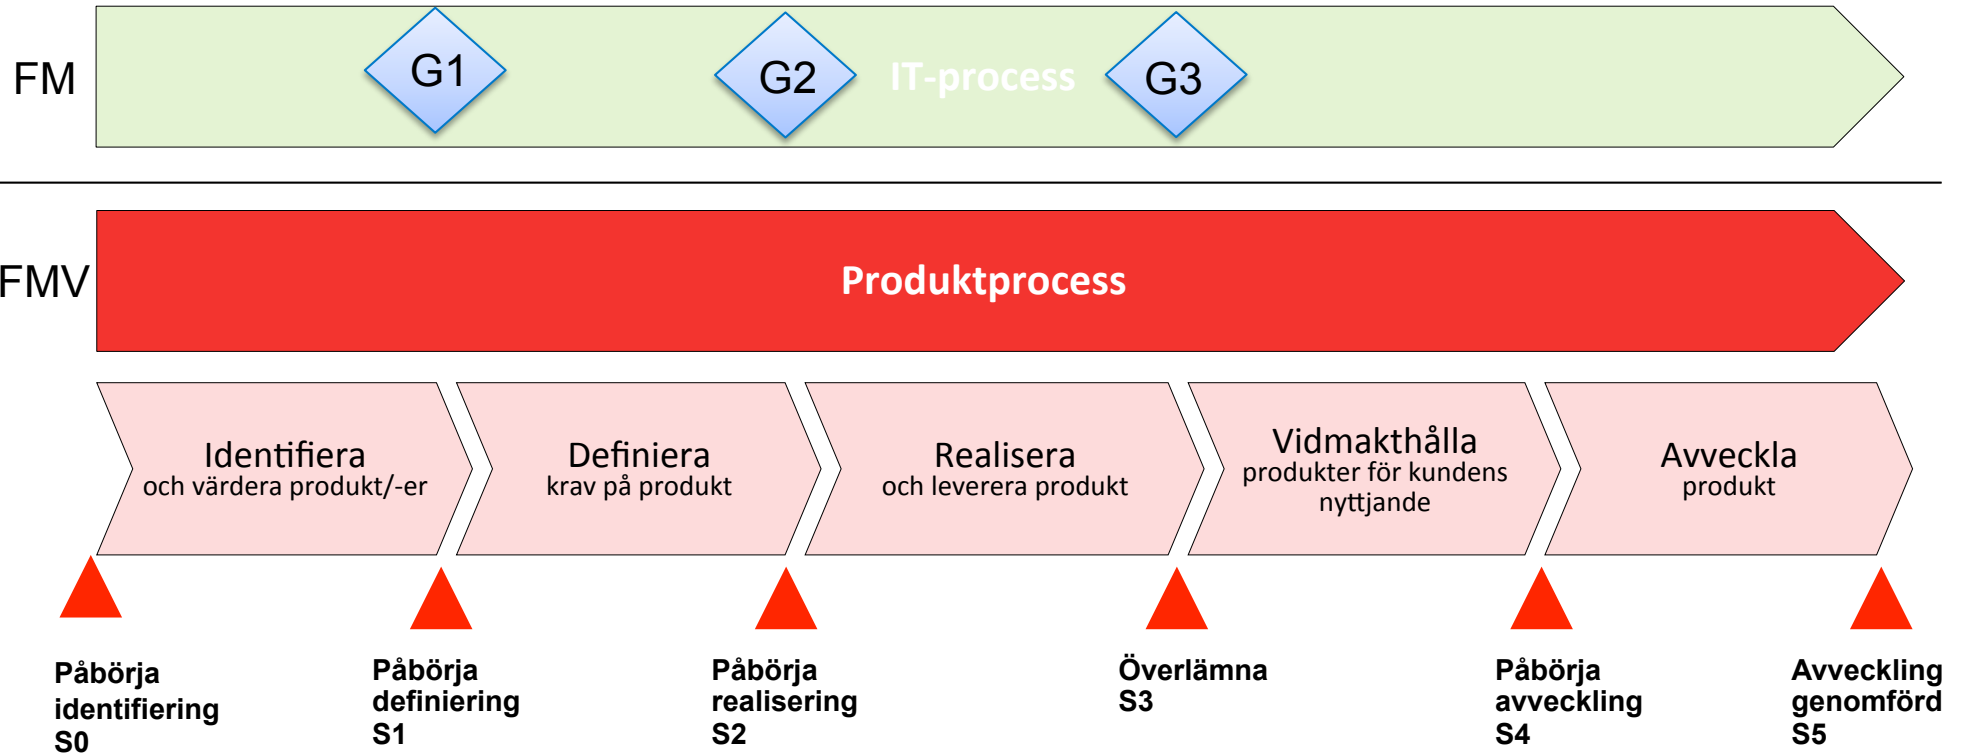 FM
G1
G2
IT-process
G3
FMV
Produktprocess
Identifiera
och värdera produkt/-er
Definiera
krav på produkt
Realisera
och leverera produkt
Vidmakthålla
produkter för kundens
nyttjande
Avveckla
produkt
Påbörja
identifiering
S0
Påbörja
definiering
S1
Påbörja
realisering
S2
Överlämna
S3
Påbörja
avveckling
S4
Avveckling
genomförd
S5